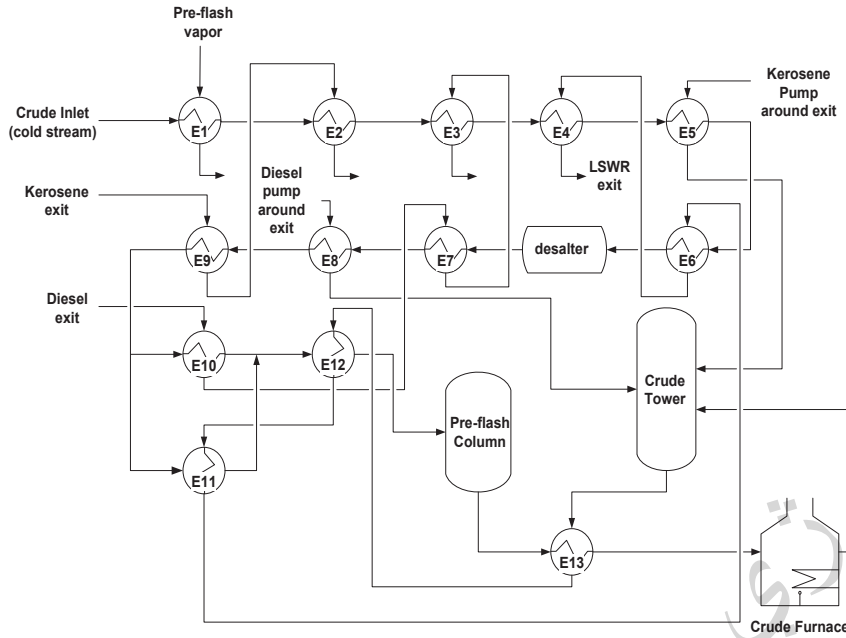 Pre-flash
vapor
Crude Inlet
(cold stream)
E1
E2
E3
E4
E5
Kerosene
Pump
around exit
LSWR
exit
Kerosene
exit
Diesel
pump
around
exit
E9
E8
E7
desalter
E6
Diesel
exit
E10
E12
Crude
Tower
Pre-flash
Column
E11
E13
Crude Furnace